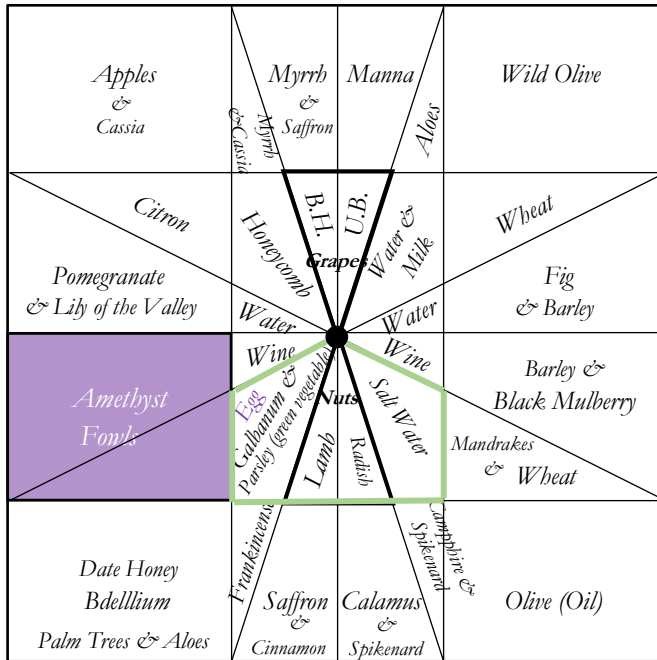 Apples
&
Cassia
Myrrh
& Cassia
Myrrh
&
Saffron
Manna
Aloes
Wild Olive
Citron
Pomegranate
& Lily of the Valley
Honeycomb
B.H.
U.B.
Grapes
Water &
Milk
Wheat
Fig
& Barley
Water
Water
Wine
Wine
Amethyst
Fowls
Egg
Galbanum &
Parsley (green vegetable)
Nuts
Lamb
Radish
Salt Water
Barley &
Black Mulberry
Mandrakes
& Wheat
Date Honey
Bdelllium
Palm Trees & Aloes
Frankincense
Saffron
&
Cinnamon
Calamus
&
Spikenard
Campphire &
Spikenard
Olive (Oil)